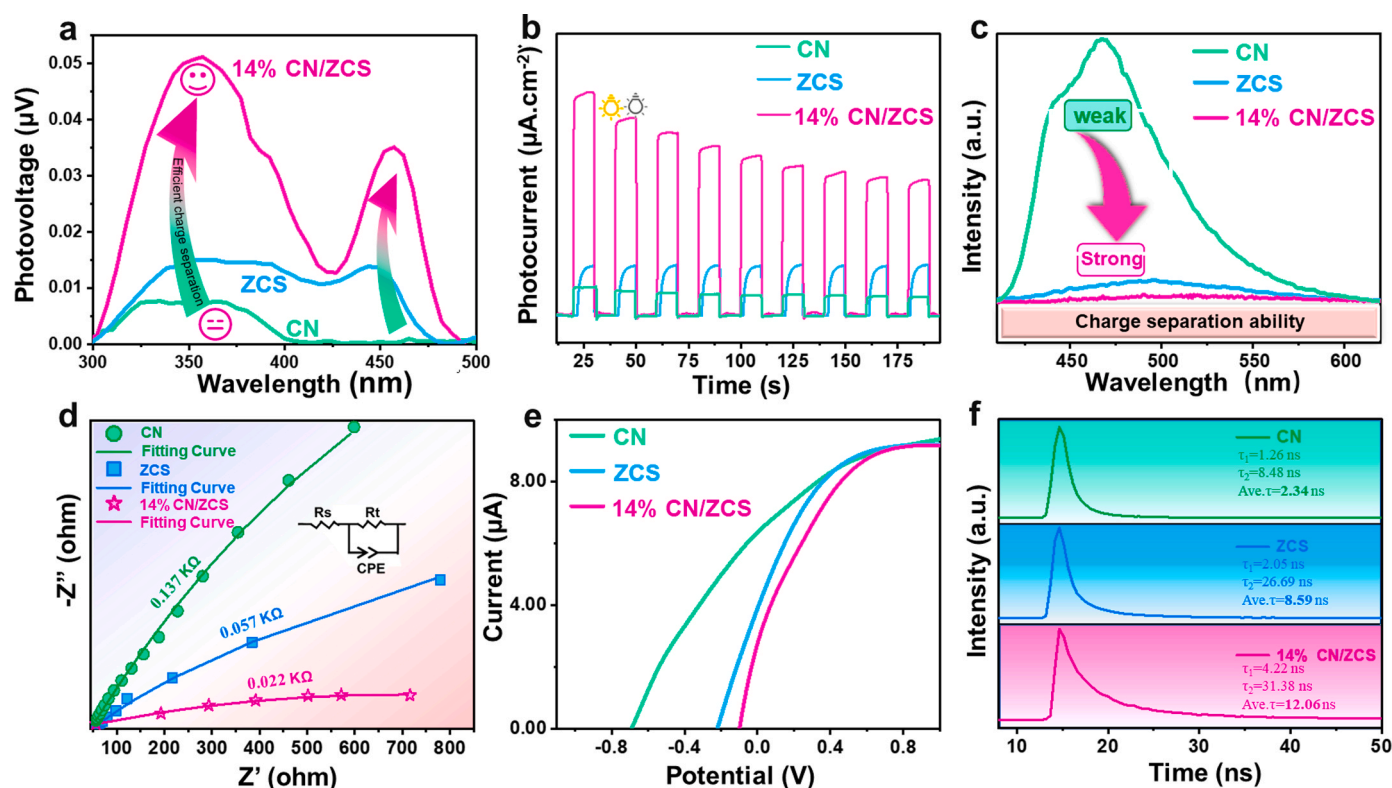 a
14% CN/ZCS
Efficient charge separation
ZCS
CN
Photovoltage (μV)
0.05
0.04
0.03
0.02
0.01
0.00
300
350
400
450
500
Wavelength (nm)
b
CN
ZCS
14% CN/ZCS
Photocurrent (μA.cm-2)
25
50
75
100
125
150
175
Time (s)
c
CN
ZCS
14% CN/ZCS
weak
Strong
Charge separation ability
Intensity (a.u.)
450
500
550
600
Wavelength (nm)
d
CN
Fitting Curve
ZCS
Fitting Curve
14% CN/ZCS
Fitting Curve
Rs
Rt
CPE
0.137 KΩ
0.057 KΩ
0.022 KΩ
-Z'' (ohm)
100
200
300
400
500
600
700
800
Z' (ohm)
e
CN
ZCS
14% CN/ZCS
Current (μA)
8.00
4.00
0.00
-0.8
-0.4
0.0
0.4
0.8
Potential (V)
f
CN
τ1=1.26 ns
τ2=8.48 ns
Ave.τ=2.34 ns
ZCS
τ1=2.05 ns
τ2=26.69 ns
Ave.τ=8.59 ns
14% CN/ZCS
τ1=4.22 ns
τ2=31.38 ns
Ave.τ=12.06 ns
Intensity (a.u.)
10
20
30
40
50
Time (ns)